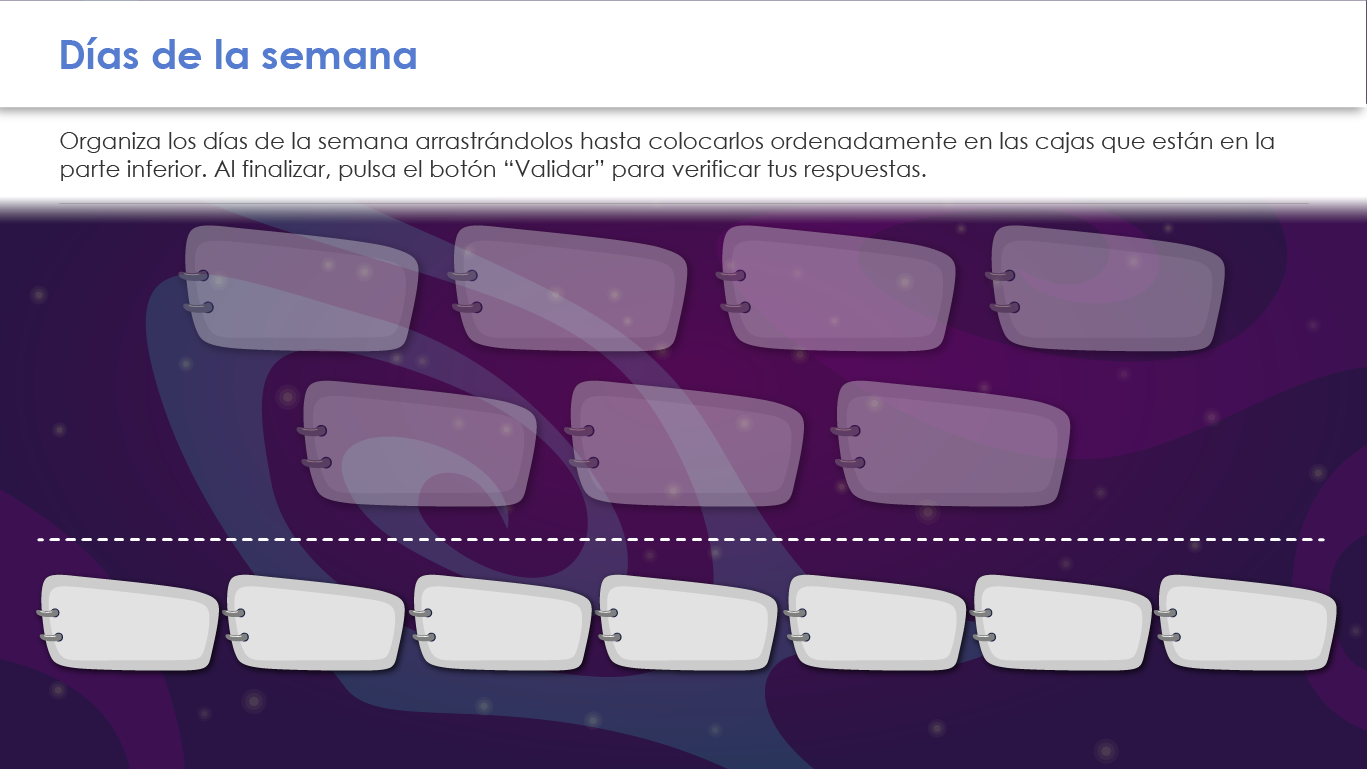 Días de la semana
Organiza los días de la semana arrastrándolos hasta colocarlos ordenadamente en las cajas que están en la
parte inferior. Al finalizar, pulsa el botón “Validar” para verificar tus respuestas.